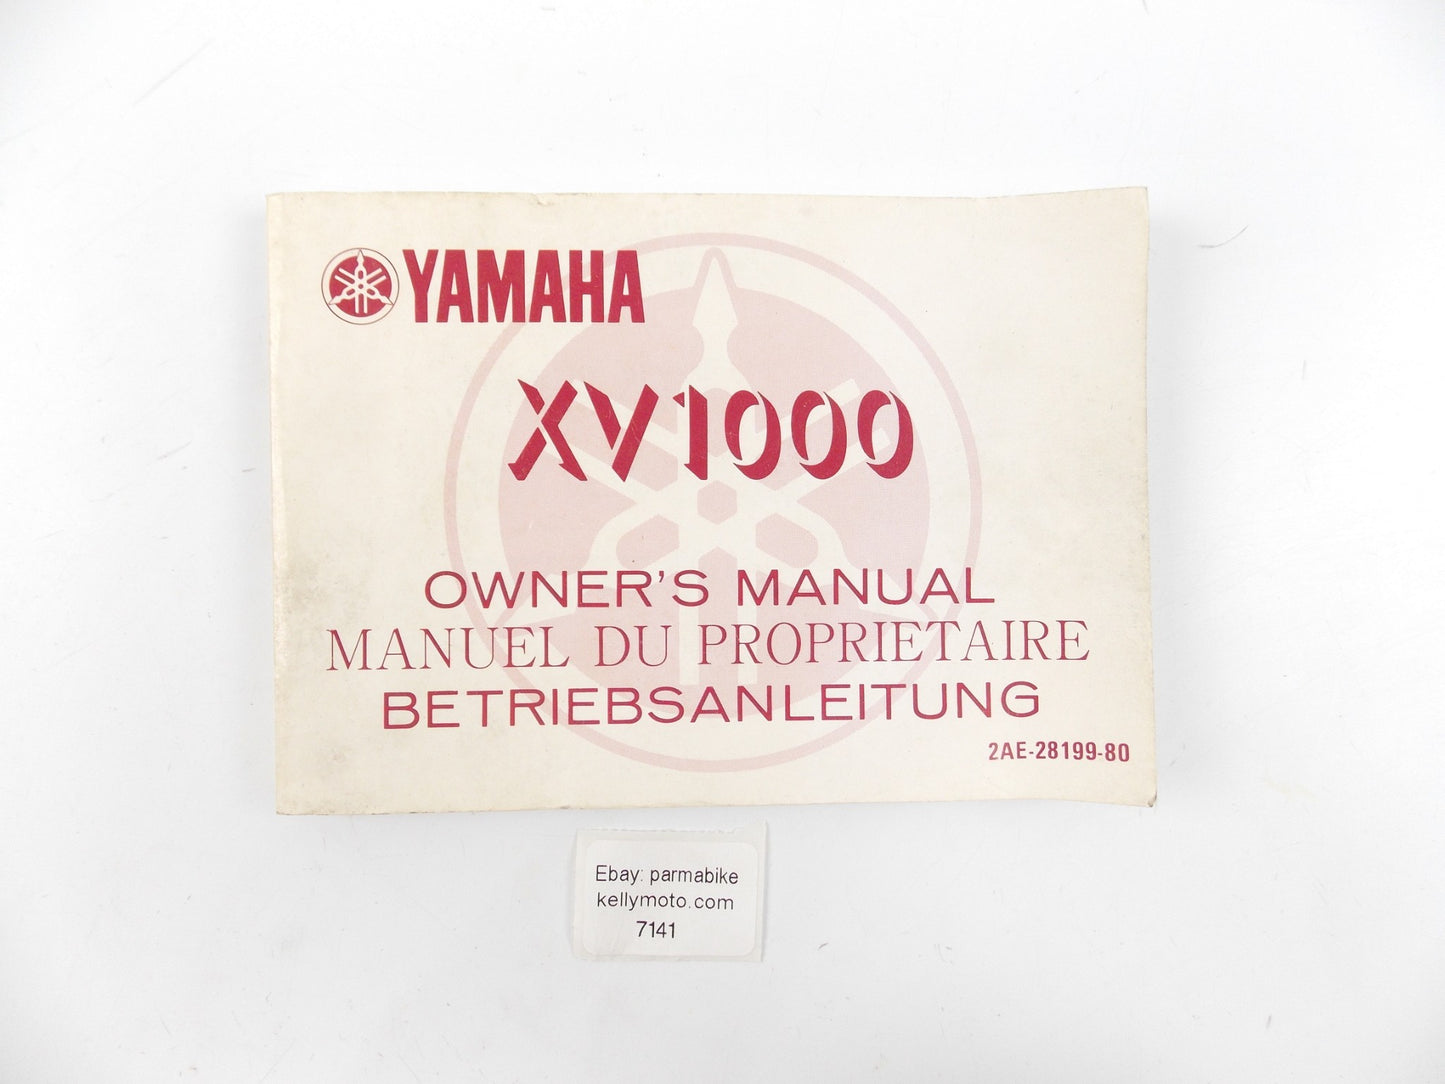 YAMAHA
XV1000
OWNER'S MANUAL
MANUEL DU PROPRIETAIRE
BETRIEBSANLEITUNG
2AE-28199-80
Ebay: parmabike
kellymoto.com
7141